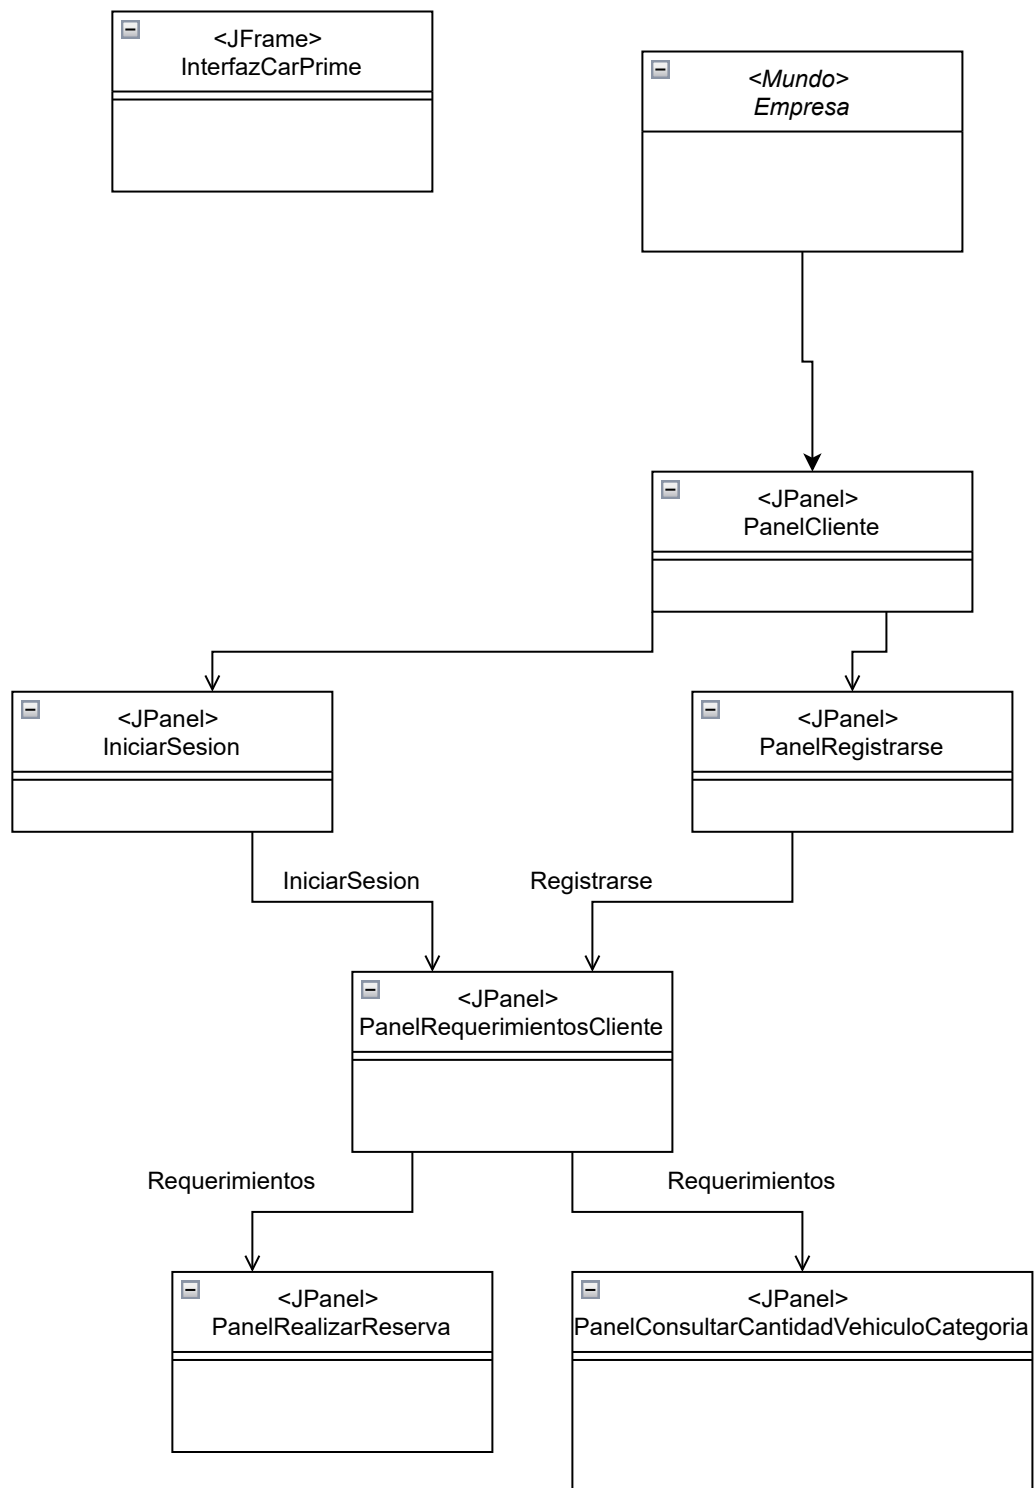 <JFrame>
InterfazCarPrime
<Mundo>
Empresa
<JPanel>
PanelCliente
<JPanel>
IniciarSesion
<JPanel>
PanelRegistrarse
IniciarSesion
Registrarse
<JPanel>
PanelRequerimientosCliente
Requerimientos
Requerimientos
<JPanel>
PanelRealizarReserva
<JPanel>
PanelConsultarCantidadVehiculoCategoria